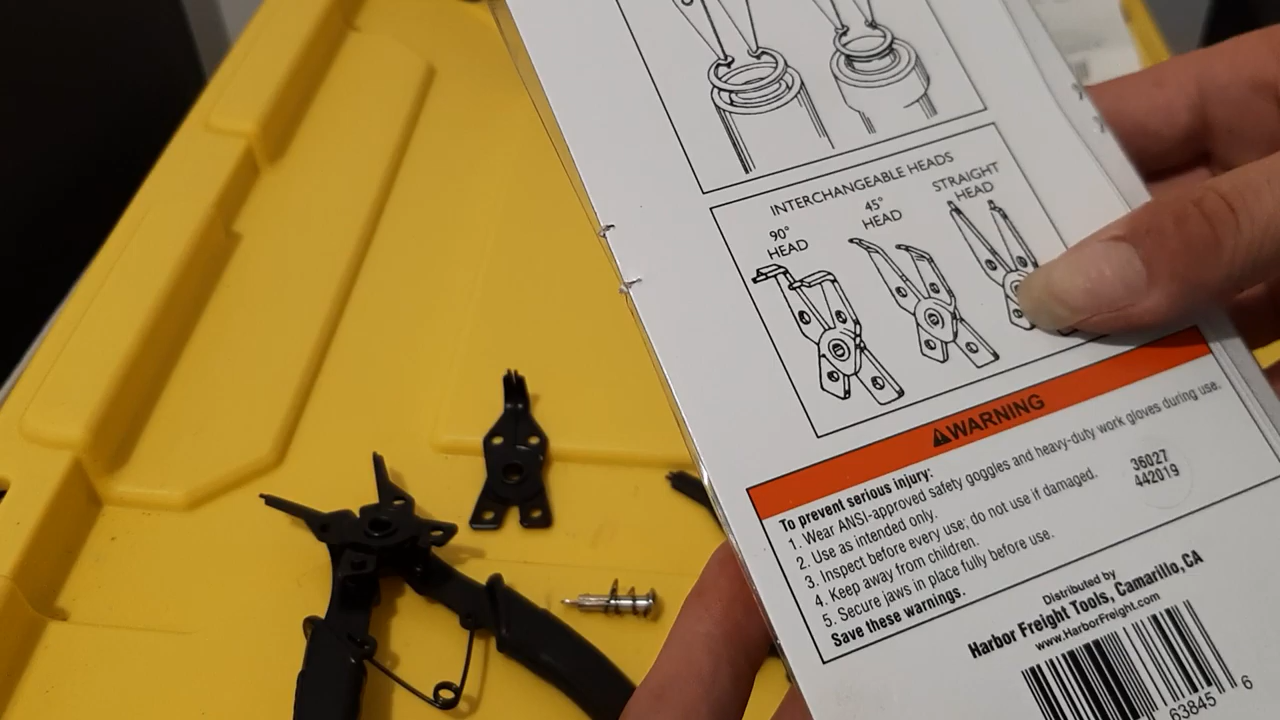 INTERCHANGEABLE HEADS
90°
HEAD
45°
HEAD
STRAIGHT
HEAD
⚠WARNING
To prevent serious injury:
1. Wear ANSI-approved safety goggles and heavy-duty work gloves during use.
2. Use as intended only.
3. Inspect before every use; do not use if damaged.
4. Keep away from children.
5. Secure jaws in place fully before use.
Save these warnings.
36027
442019
Distributed by
Harbor Freight Tools, Camarillo, CA
www.HarborFreight.com
63845 6